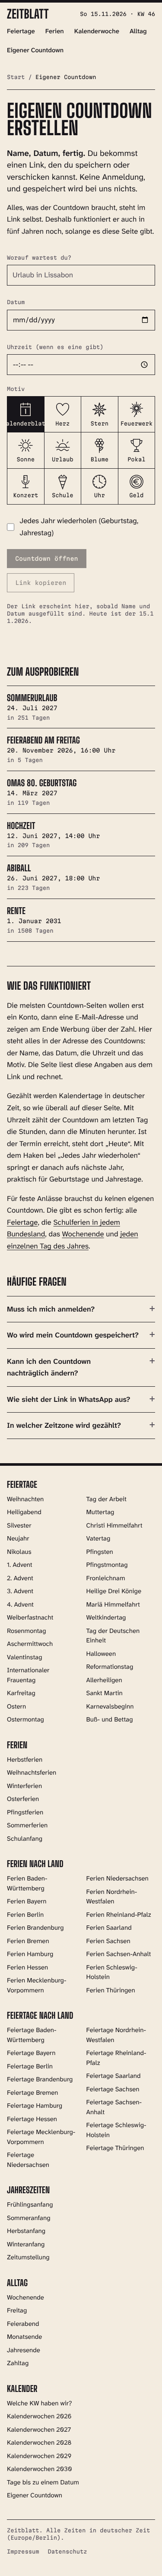 ZEITBLATT
So 15.11.2026 · KW 46
Feiertage Ferien Kalenderwoche Alltag
Eigener Countdown
Start / Eigener Countdown
EIGENEN COUNTDOWN
ERSTELLEN
Name, Datum, fertig. Du bekommst
einen Link, den du speichern oder
verschicken kannst. Keine Anmeldung,
und gespeichert wird bei uns nichts.
Alles, was der Countdown braucht, steht im
Link selbst. Deshalb funktioniert er auch in
fünf Jahren noch, solange es diese Seite gibt.
Worauf wartest du?
Urlaub in Lissabon
Datum
mm/dd/yyyy
Uhrzeit (wenn es eine gibt)
--:-- --
Motiv
alenderblat Herz Stern Feuerwerk
Sonne Urlaub Blume Pokal
Konzert Schule Uhr Geld
Jedes Jahr wiederholen (Geburtstag,
Jahrestag)
Countdown öffnen
Link kopieren
Der Link erscheint hier, sobald Name und
Datum ausgefüllt sind. Heute ist der 15.1
1.2026.
ZUM AUSPROBIEREN
SOMMERURLAUB
24. Juli 2027
in 251 Tagen
FEIERABEND AM FREITAG
20. November 2026, 16:00 Uhr
in 5 Tagen
OMAS 80. GEBURTSTAG
14. März 2027
in 119 Tagen
HOCHZEIT
12. Juni 2027, 14:00 Uhr
in 209 Tagen
ABIBALL
26. Juni 2027, 18:00 Uhr
in 223 Tagen
RENTE
1. Januar 2031
in 1508 Tagen
WIE DAS FUNKTIONIERT
Die meisten Countdown-Seiten wollen erst
ein Konto, dann eine E-Mail-Adresse und
zeigen am Ende Werbung über der Zahl. Hier
steht alles in der Adresse des Countdowns:
der Name, das Datum, die Uhrzeit und das
Motiv. Die Seite liest diese Angaben aus dem
Link und rechnet.
Gezählt werden Kalendertage in deutscher
Zeit, so wie überall auf dieser Seite. Mit
Uhrzeit zählt der Countdown am letzten Tag
die Stunden, dann die Minuten herunter. Ist
der Termin erreicht, steht dort „Heute“. Mit
dem Haken bei „Jedes Jahr wiederholen“
springt er danach aufs nächste Jahr,
praktisch für Geburtstage und Jahrestage.
Für feste Anlässe brauchst du keinen eigenen
Countdown. Die gibt es schon fertig: alle
Feiertage, die Schulferien in jedem
Bundesland, das Wochenende und jeden
einzelnen Tag des Jahres.
HÄUFIGE FRAGEN
Muss ich mich anmelden? +
Wo wird mein Countdown gespeichert? +
Kann ich den Countdown
nachträglich ändern? +
Wie sieht der Link in WhatsApp aus? +
In welcher Zeitzone wird gezählt? +
FEIERTAGE
Weihnachten
Heiligabend
Silvester
Neujahr
Nikolaus
1. Advent
2. Advent
3. Advent
4. Advent
Weiberfastnacht
Rosenmontag
Aschermittwoch
Valentinstag
Internationaler
Frauentag
Karfreitag
Ostern
Ostermontag
Tag der Arbeit
Muttertag
Christi Himmelfahrt
Vatertag
Pfingsten
Pfingstmontag
Fronleichnam
Heilige Drei Könige
Mariä Himmelfahrt
Weltkindertag
Tag der Deutschen
Einheit
Halloween
Reformationstag
Allerheiligen
Sankt Martin
Karnevalsbeginn
Buß- und Bettag
FERIEN
Herbstferien
Weihnachtsferien
Winterferien
Osterferien
Pfingstferien
Sommerferien
Schulanfang
FERIEN NACH LAND
Ferien Baden-
Württemberg
Ferien Bayern
Ferien Berlin
Ferien Brandenburg
Ferien Bremen
Ferien Hamburg
Ferien Hessen
Ferien Mecklenburg-
Vorpommern
Ferien Niedersachsen
Ferien Nordrhein-
Westfalen
Ferien Rheinland-Pfalz
Ferien Saarland
Ferien Sachsen
Ferien Sachsen-Anhalt
Ferien Schleswig-
Holstein
Ferien Thüringen
FEIERTAGE NACH LAND
Feiertage Baden-
Württemberg
Feiertage Bayern
Feiertage Berlin
Feiertage Brandenburg
Feiertage Bremen
Feiertage Hamburg
Feiertage Hessen
Feiertage Mecklenburg-
Vorpommern
Feiertage
Niedersachsen
Feiertage Nordrhein-
Westfalen
Feiertage Rheinland-
Pfalz
Feiertage Saarland
Feiertage Sachsen
Feiertage Sachsen-
Anhalt
Feiertage Schleswig-
Holstein
Feiertage Thüringen
JAHRESZEITEN
Frühlingsanfang
Sommeranfang
Herbstanfang
Winteranfang
Zeitumstellung
ALLTAG
Wochenende
Freitag
Feierabend
Monatsende
Jahresende
Zahltag
KALENDER
Welche KW haben wir?
Kalenderwochen 2026
Kalenderwochen 2027
Kalenderwochen 2028
Kalenderwochen 2029
Kalenderwochen 2030
Tage bis zu einem Datum
Eigener Countdown
Zeitblatt. Alle Zeiten in deutscher Zeit
(Europe/Berlin).
Impressum Datenschutz